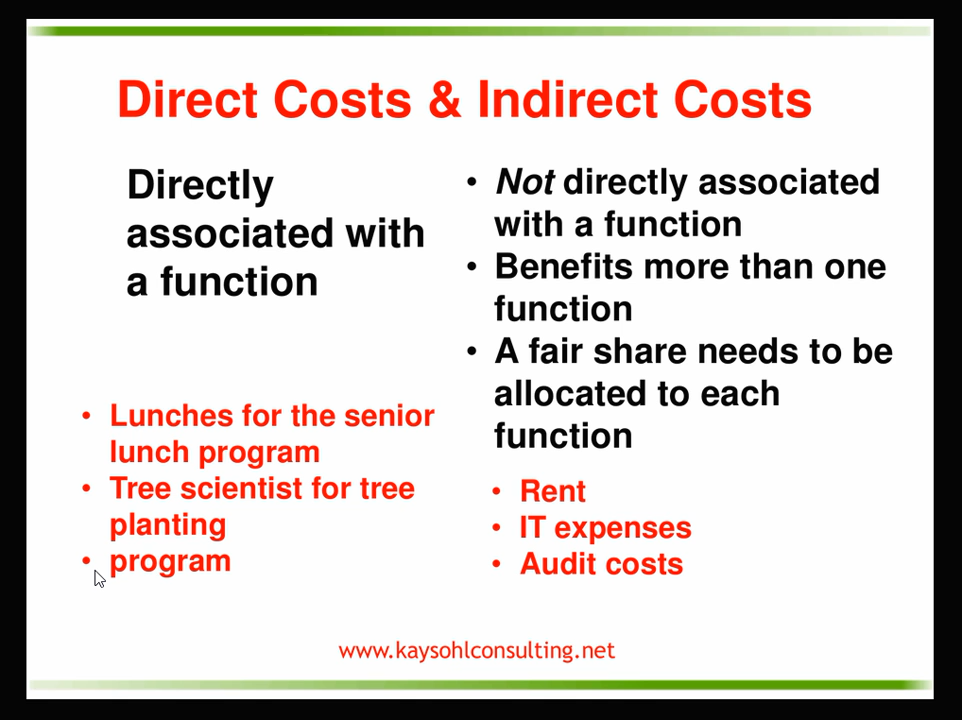 Direct Costs & Indirect Costs
Directly
associated with
a function
• Lunches for the senior
lunch program
• Tree scientist for tree
planting
• program
• Not directly associated
with a function
• Benefits more than one
function
• A fair share needs to be
allocated to each
function
• Rent
• IT expenses
• Audit costs
www.kaysohlconsulting.net